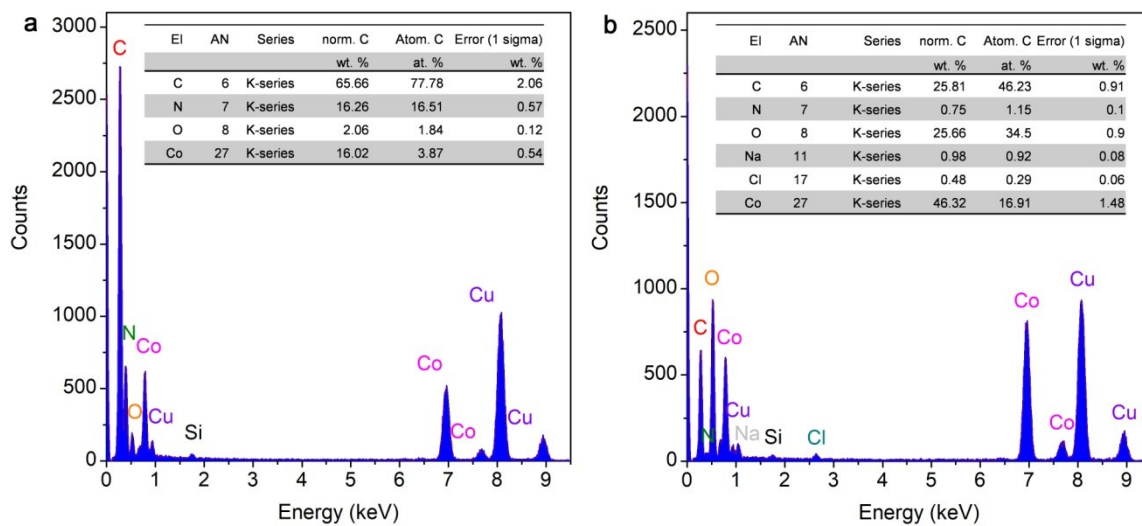 a
3000
2500
2000
1500
1000
500
0
Counts
El AN Series norm. C Atom. C Error (1 sigma)
wt. % at. % wt. %
C 6 K-series 65.66 77.78 2.06
N 7 K-series 16.26 16.51 0.57
O 8 K-series 2.06 1.84 0.12
Co 27 K-series 16.02 3.87 0.54
C
N
Co
O
Cu
Si
Co
Co
Cu
Cu
0 1 2 3 4 5 6 7 8 9
Energy (keV)
b
2500
2000
1500
1000
500
0
Counts
El AN Series norm. C Atom. C Error (1 sigma)
wt. % at. % wt. %
C 6 K-series 25.81 46.23 0.91
N 7 K-series 0.75 1.15 0.1
O 8 K-series 25.66 34.5 0.9
Na 11 K-series 0.98 0.92 0.08
Cl 17 K-series 0.48 0.29 0.06
Co 27 K-series 46.32 16.91 1.48
O
C
Co
Cu
N
Na
Si
Cl
Co
Co
Cu
Cu
0 1 2 3 4 5 6 7 8 9
Energy (keV)